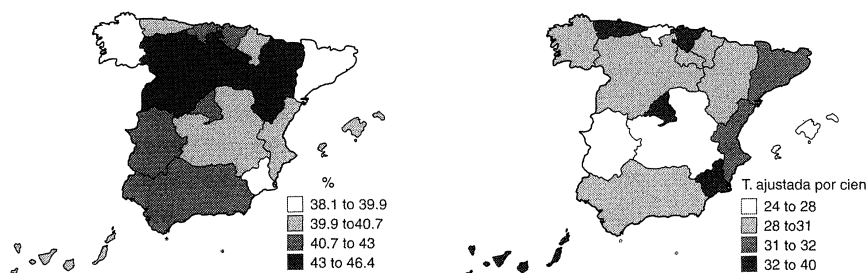 %
38.1 to 39.9
39.9 to40.7
40.7 to 43
43 to 46.4
T. ajustada por cien
24 to 28
28 to31
31 to 32
32 to 40